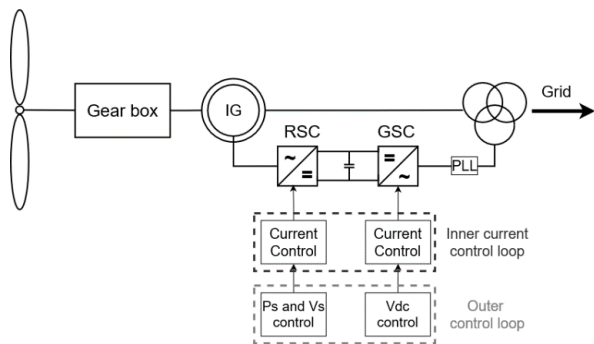 Grid
Gear box
IG
RSC
GSC
~
=
=
~
PLL
Current
Control
Current
Control
Inner current
control loop
Ps and Vs
control
Vdc
control
Outer
control loop